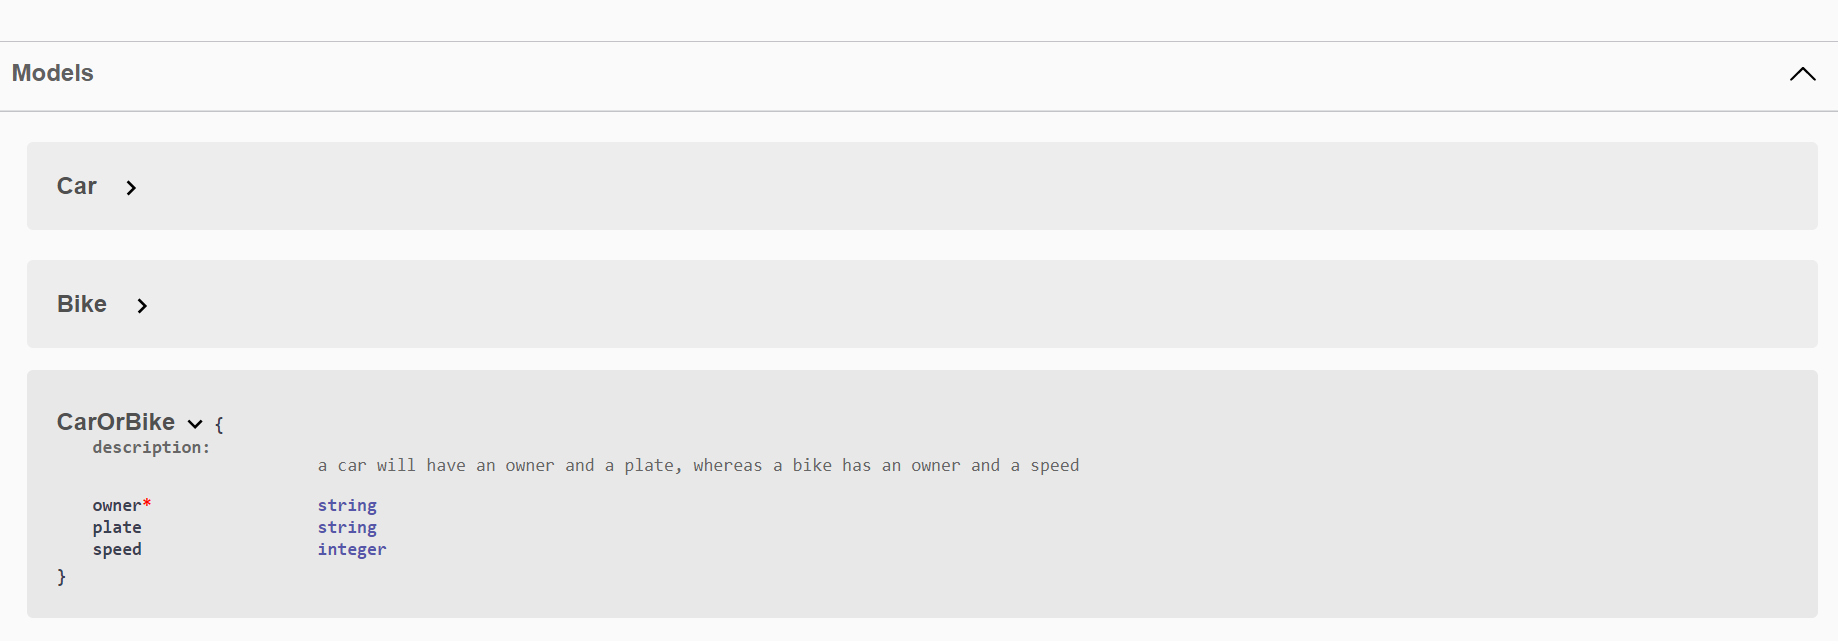 Models
Car
Bike
CarOrBike {
description:
a car will have an owner and a plate, whereas a bike has an owner and a speed
owner* string
plate string
speed integer
}